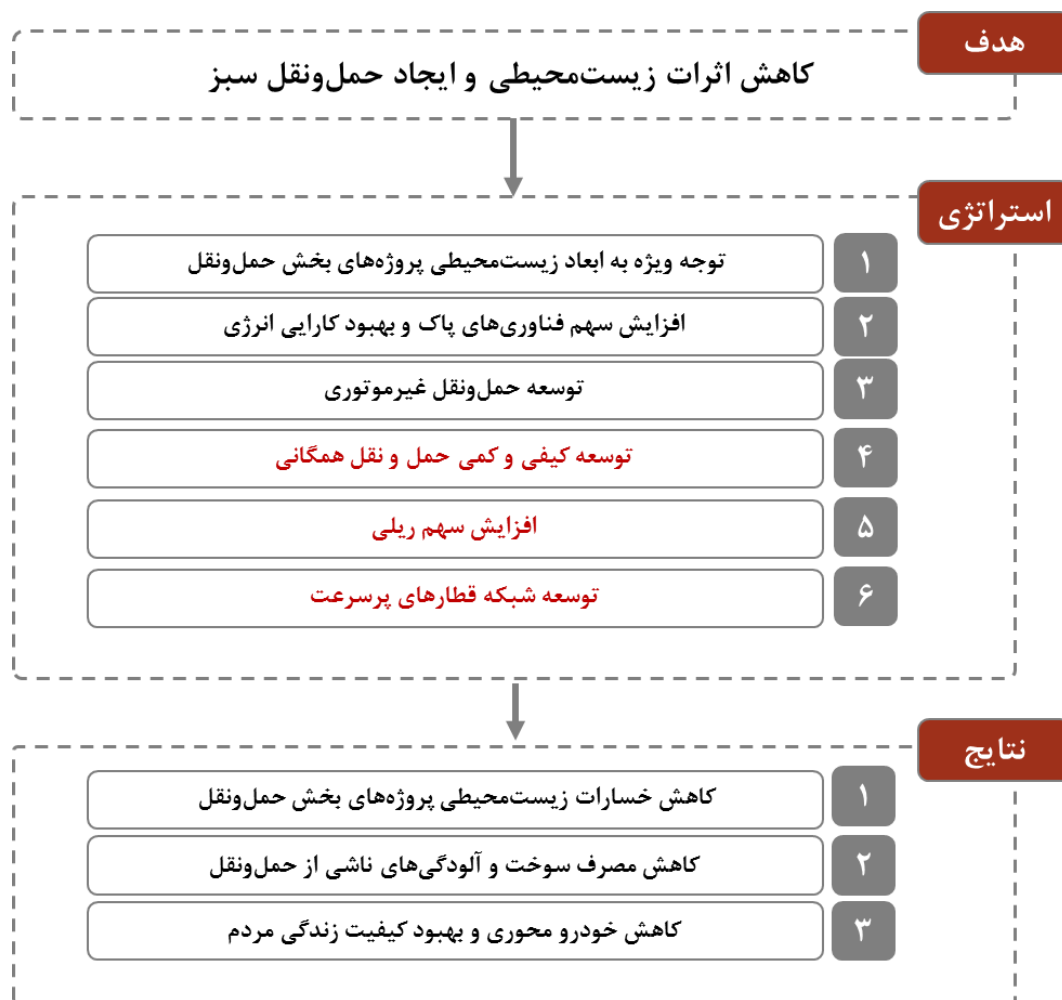 هدف
کاهش اثرات زیست‌محیطی و ایجاد حمل‌ونقل سبز
استراتژی
۱ توجه ویژه به ابعاد زیست‌محیطی پروژه‌های بخش حمل‌ونقل
۲ افزایش سهم فناوری‌های پاک و بهبود کارایی انرژی
۳ توسعه حمل‌ونقل غیرموتوری
۴ توسعه کیفی و کمی حمل و نقل همگانی
۵ افزایش سهم ریلی
۶ توسعه شبکه قطارهای پرسرعت
نتایج
۱ کاهش خسارات زیست‌محیطی پروژه‌های بخش حمل‌ونقل
۲ کاهش مصرف سوخت و آلودگی‌های ناشی از حمل‌ونقل
۳ کاهش خودرو محوری و بهبود کیفیت زندگی مردم